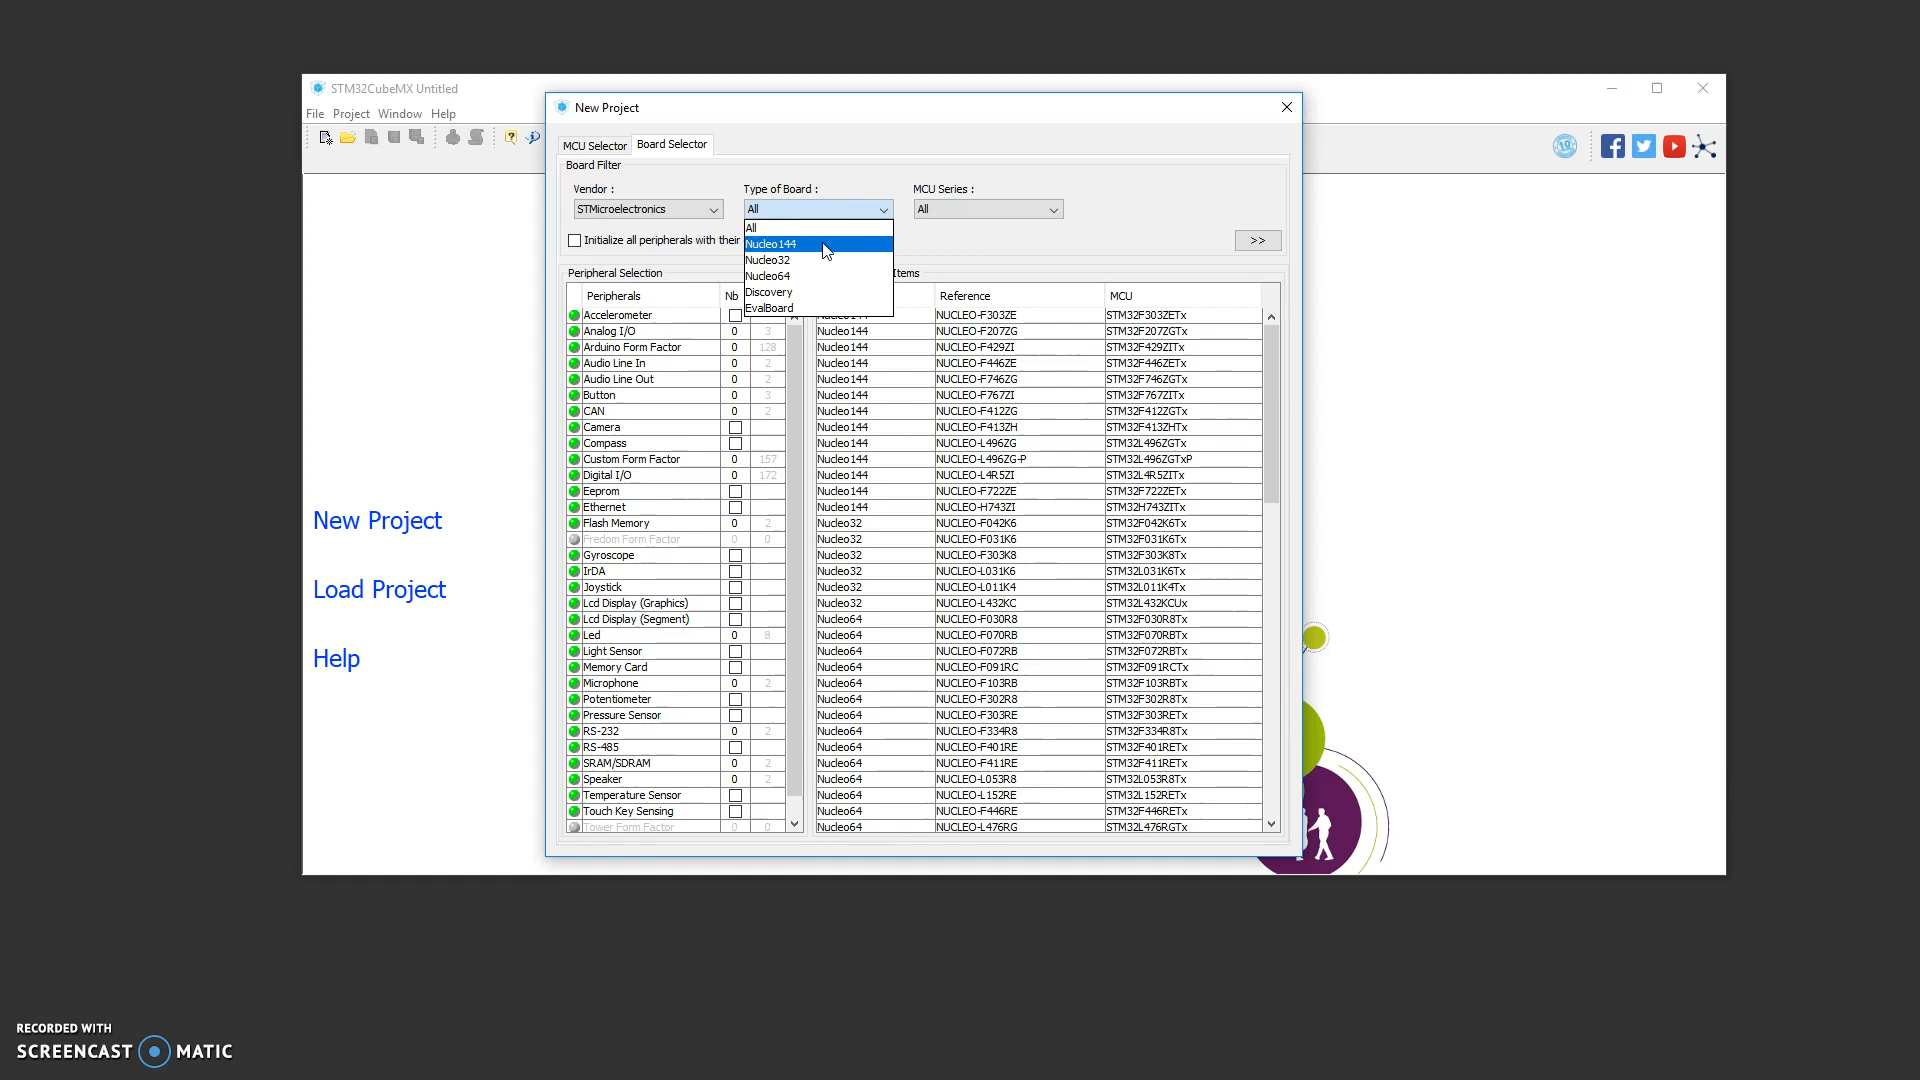 STM32CubeMX Untitled
File Project Window Help
New Project
MCU Selector Board Selector
Board Filter
Vendor : Type of Board : MCU Series :
STMicroelectronics All All
All
Nucleo144
Nucleo32
Nucleo64
Discovery
EvalBoard
Initialize all peripherals with their
>>
Peripheral Selection Items
Peripherals Nb Reference MCU
Accelerometer NUCLEO-F303ZE STM32F303ZETx
Analog I/O 0 3 Nucleo144 NUCLEO-F207ZG STM32F207ZGTx
Arduino Form Factor 0 128 Nucleo144 NUCLEO-F429ZI STM32F429ZITx
Audio Line In 0 2 Nucleo144 NUCLEO-F446ZE STM32F446ZETx
Audio Line Out 0 2 Nucleo144 NUCLEO-F746ZG STM32F746ZGTx
Button 0 3 Nucleo144 NUCLEO-F767ZI STM32F767ZITx
CAN 0 2 Nucleo144 NUCLEO-F412ZG STM32F412ZGTx
Camera Nucleo144 NUCLEO-F413ZH STM32F413ZHTx
Compass Nucleo144 NUCLEO-L496ZG STM32L496ZGTx
Custom Form Factor 0 157 Nucleo144 NUCLEO-L496ZG-P STM32L496ZGTxP
Digital I/O 0 172 Nucleo144 NUCLEO-L4R5ZI STM32L4R5ZITx
Eeprom Nucleo144 NUCLEO-F722ZE STM32F722ZETx
Ethernet Nucleo144 NUCLEO-H743ZI STM32H743ZITx
Flash Memory 0 2 Nucleo32 NUCLEO-F042K6 STM32F042K6Tx
Fredom Form Factor 0 0 Nucleo32 NUCLEO-F031K6 STM32F031K6Tx
Gyroscope Nucleo32 NUCLEO-F303K8 STM32F303K8Tx
IrDA Nucleo32 NUCLEO-L031K6 STM32L031K6Tx
Joystick Nucleo32 NUCLEO-L011K4 STM32L011K4Tx
Lcd Display (Graphics) Nucleo32 NUCLEO-L432KC STM32L432KCUx
Lcd Display (Segment) Nucleo64 NUCLEO-F030R8 STM32F030R8Tx
Led 0 8 Nucleo64 NUCLEO-F070RB STM32F070RBTx
Light Sensor Nucleo64 NUCLEO-F072RB STM32F072RBTx
Memory Card Nucleo64 NUCLEO-F091RC STM32F091RCTx
Microphone 0 2 Nucleo64 NUCLEO-F103RB STM32F103RBTx
Potentiometer Nucleo64 NUCLEO-F302R8 STM32F302R8Tx
Pressure Sensor Nucleo64 NUCLEO-F303RE STM32F303RETx
RS-232 0 2 Nucleo64 NUCLEO-F334R8 STM32F334R8Tx
RS-485 Nucleo64 NUCLEO-F401RE STM32F401RETx
SRAM/SDRAM 0 2 Nucleo64 NUCLEO-F411RE STM32F411RETx
Speaker 0 2 Nucleo64 NUCLEO-L053R8 STM32L053R8Tx
Temperature Sensor Nucleo64 NUCLEO-L152RE STM32L152RETx
Touch Key Sensing Nucleo64 NUCLEO-F446RE STM32F446RETx
Tower Form Factor 0 0 Nucleo64 NUCLEO-L476RG STM32L476RGTx
New Project
Load Project
Help
RECORDED WITH
SCREENCAST MATIC